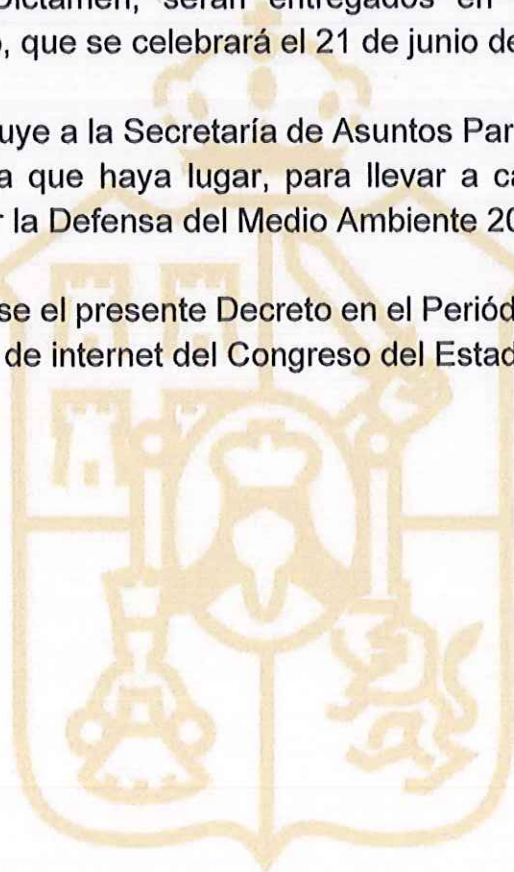 Dictamen, serán entregados en
, que se celebrará el 21 de junio de
uye a la Secretaría de Asuntos Par
a que haya lugar, para llevar a ca
r la Defensa del Medio Ambiente 20
se el presente Decreto en el Periód
de internet del Congreso del Estad